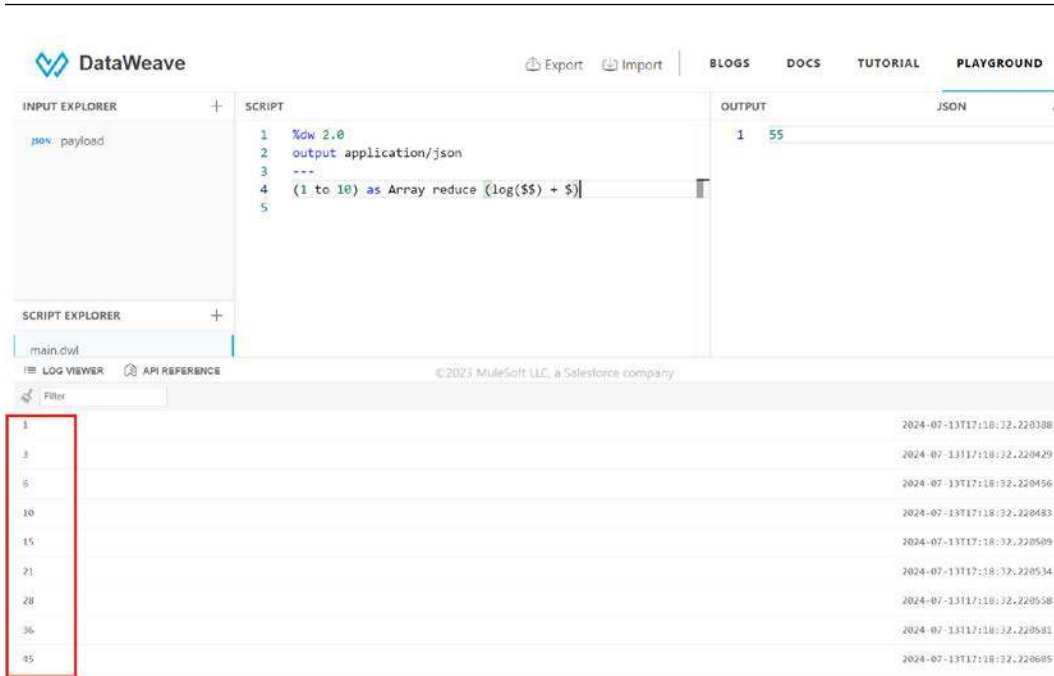 DataWeave
Export Import BLOGS DOCS TUTORIAL PLAYGROUND
INPUT EXPLORER + SCRIPT OUTPUT JSON
JSON payload
1 %dw 2.0
2 output application/json
3 ---
4 (1 to 10) as Array reduce (log($$) + $)
5
1 55
SCRIPT EXPLORER +
main.dwl
LOG VIEWER API REFERENCE ©2023 MuleSoft LLC, a Salesforce company
Filter
1 2024-07-13T17:18:32.220388
3 2024-07-13T17:18:32.220429
6 2024-07-13T17:18:32.220456
10 2024-07-13T17:18:32.220483
15 2024-07-13T17:18:32.220509
21 2024-07-13T17:18:32.220534
28 2024-07-13T17:18:32.220558
36 2024-07-13T17:18:32.220581
45 2024-07-13T17:18:32.220605